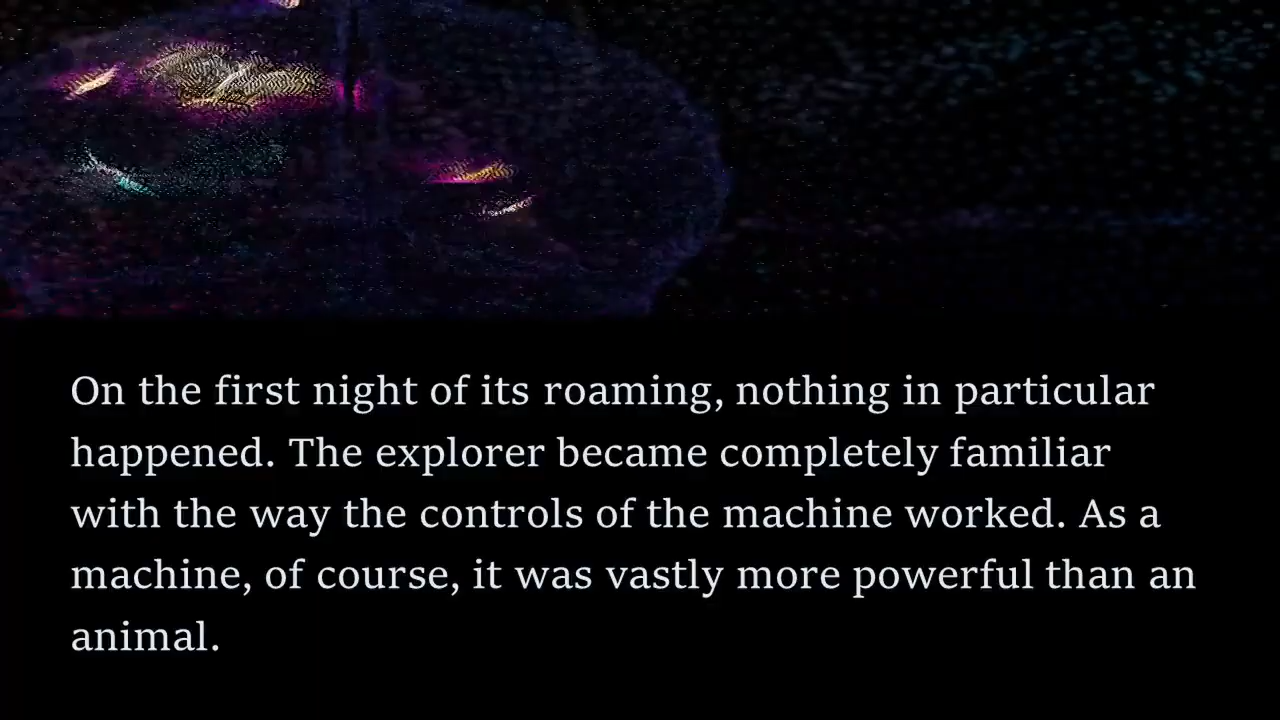 On the first night of its roaming, nothing in particular
happened. The explorer became completely familiar
with the way the controls of the machine worked. As a
machine, of course, it was vastly more powerful than an
animal.